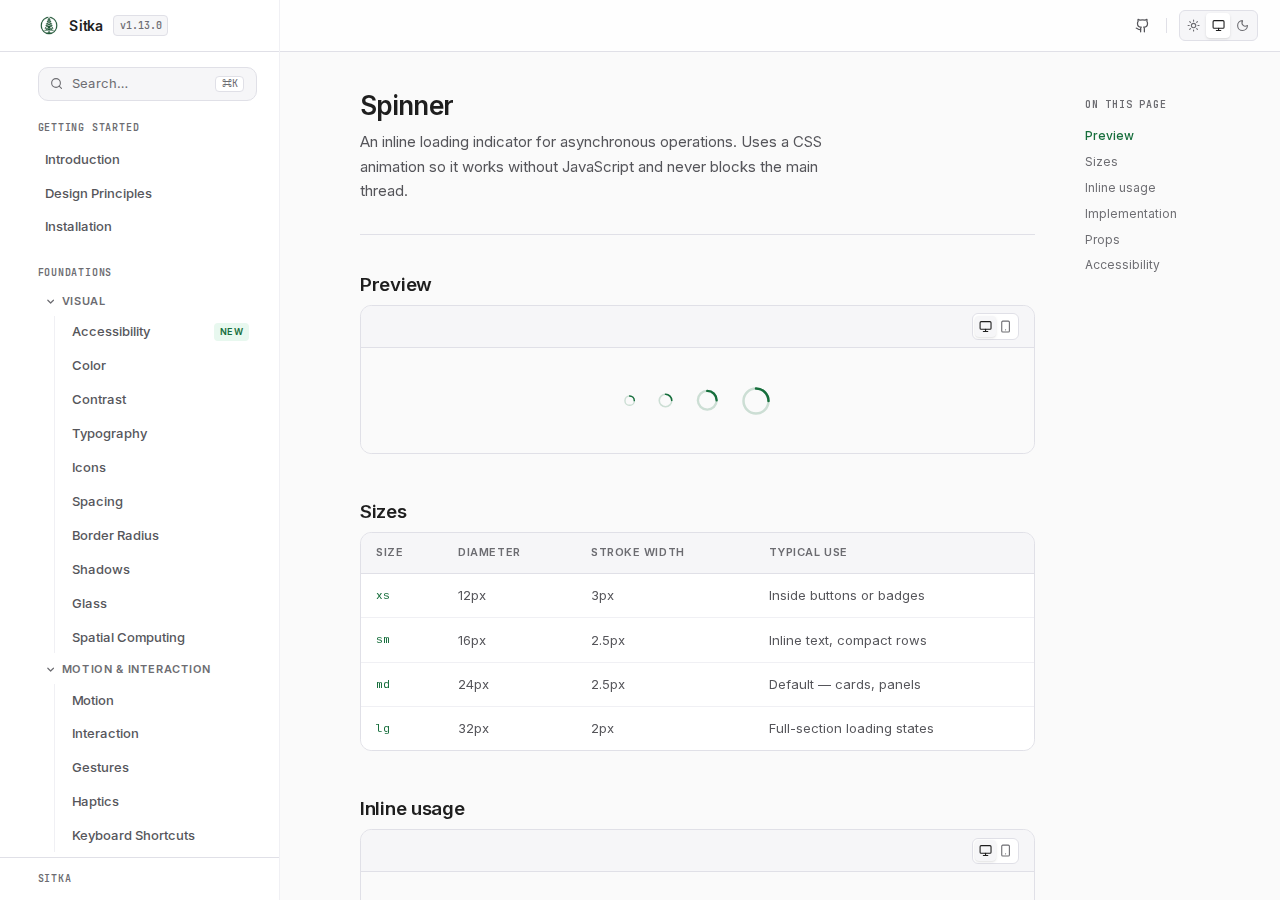 Sitka v1.13.0
Search... ⌘K
GETTING STARTED
Introduction
Design Principles
Installation
FOUNDATIONS
VISUAL
Accessibility NEW
Color
Contrast
Typography
Icons
Spacing
Border Radius
Shadows
Glass
Spatial Computing
MOTION & INTERACTION
Motion
Interaction
Gestures
Haptics
Keyboard Shortcuts
SITKA
Spinner
An inline loading indicator for asynchronous operations. Uses a CSS
animation so it works without JavaScript and never blocks the main
thread.
Preview
Sizes
SIZE DIAMETER STROKE WIDTH TYPICAL USE
xs 12px 3px Inside buttons or badges
sm 16px 2.5px Inline text, compact rows
md 24px 2.5px Default — cards, panels
lg 32px 2px Full-section loading states
Inline usage
ON THIS PAGE
Preview
Sizes
Inline usage
Implementation
Props
Accessibility